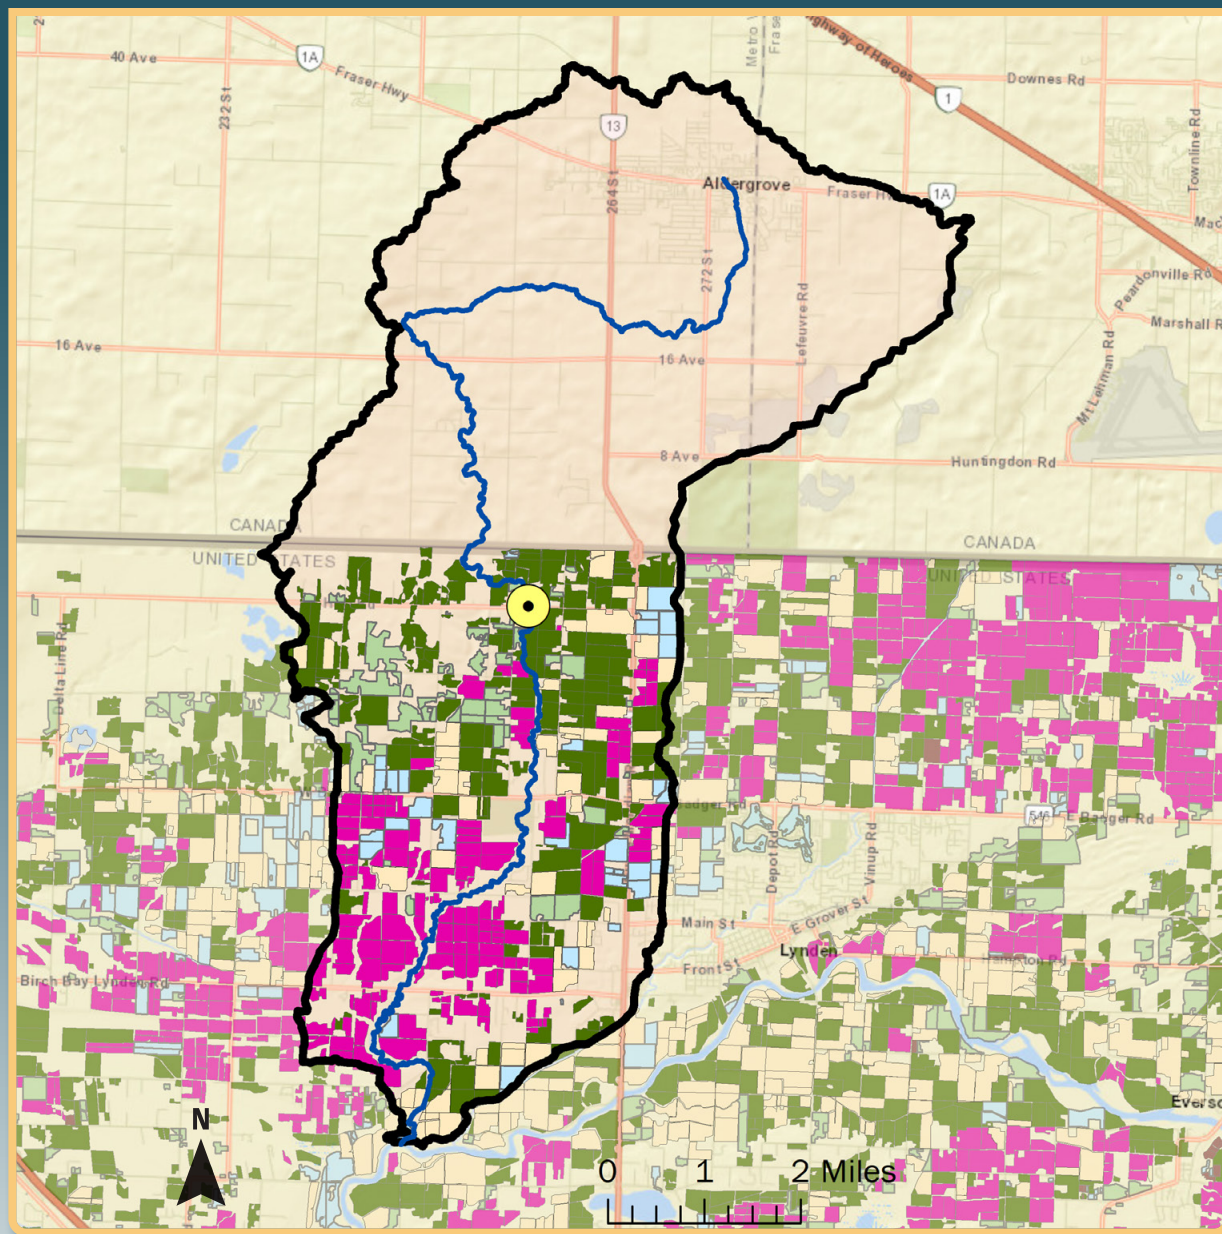 40 Ave
1A
Fraser Hwy
Highway of Heroes
Downes Rd
1
232 St
13
264 St
Metro V
Fraser
Townline Rd
Aldergrove
Fraser Hw
1A
272 St
Lefeuvre Rd
Peardonville Rd
Marshall R
16 Ave
16 Ave
Mt Lehman Rd
8 Ave
Huntingdon Rd
CANADA
UNITED STATES
CANADA
UNITED STATES
Delta Line Rd
Badger Rd
E Badger Rd
Depot Rd
Vinup Rd
Main St
E Grover St
Front St
Lynden
Hampton Rd
Birch Bay Lynden Rd
Everso
N
0 1 2 Miles